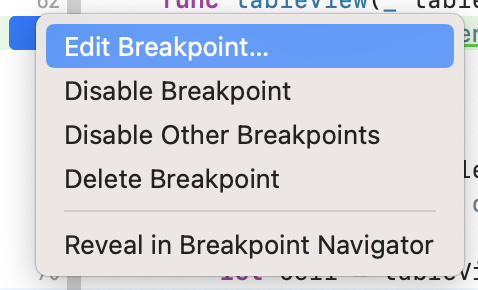 62 func tableView(_ table
Edit Breakpoint...
Disable Breakpoint
Disable Other Breakpoints
Delete Breakpoint
Reveal in Breakpoint Navigator
70 let cell = tableVi